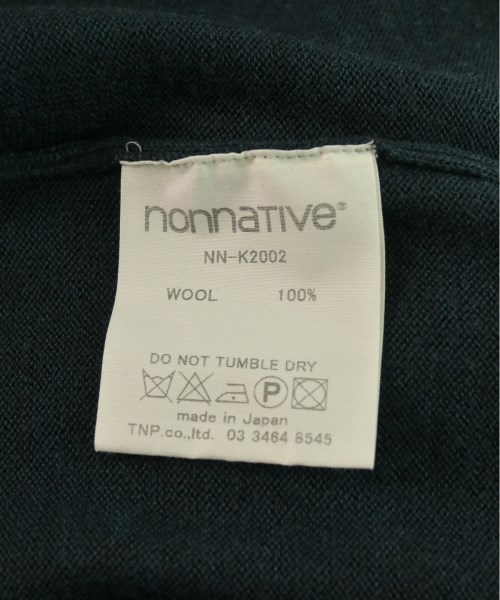 nonnative®
NN-K2002
WOOL 100%
DO NOT TUMBLE DRY
P
made in Japan
TNP.co.,ltd. 03 3464 8545